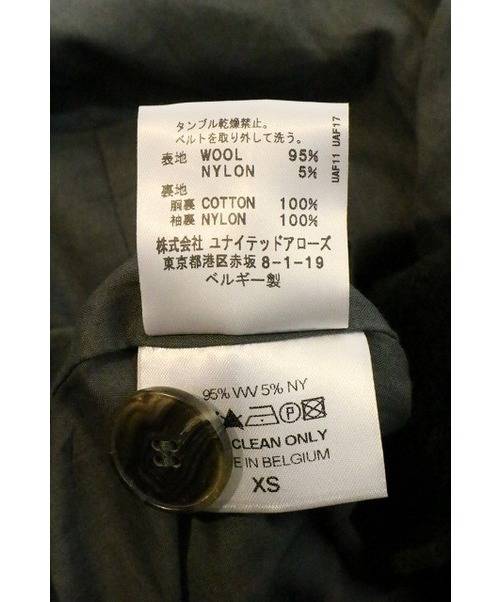 タンブル乾燥禁止。
ベルトを取り外して洗う。
表地 WOOL 95%
NYLON 5%
裏地
胴裏 COTTON 100%
袖裏 NYLON 100%
株式会社 ユナイテッドアローズ
東京都港区赤坂 8-1-19
ベルギー製
UAF11 UAF17
95% VW 5% NY
CLEAN ONLY
IN BELGIUM
XS